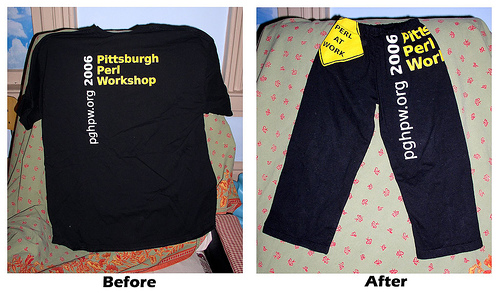 Pittsburgh
Perl
Workshop
pghpw.org 2006
PERL
AT
WORK
Pitts
Perl
Work
pghpw.org 2006
Before
After